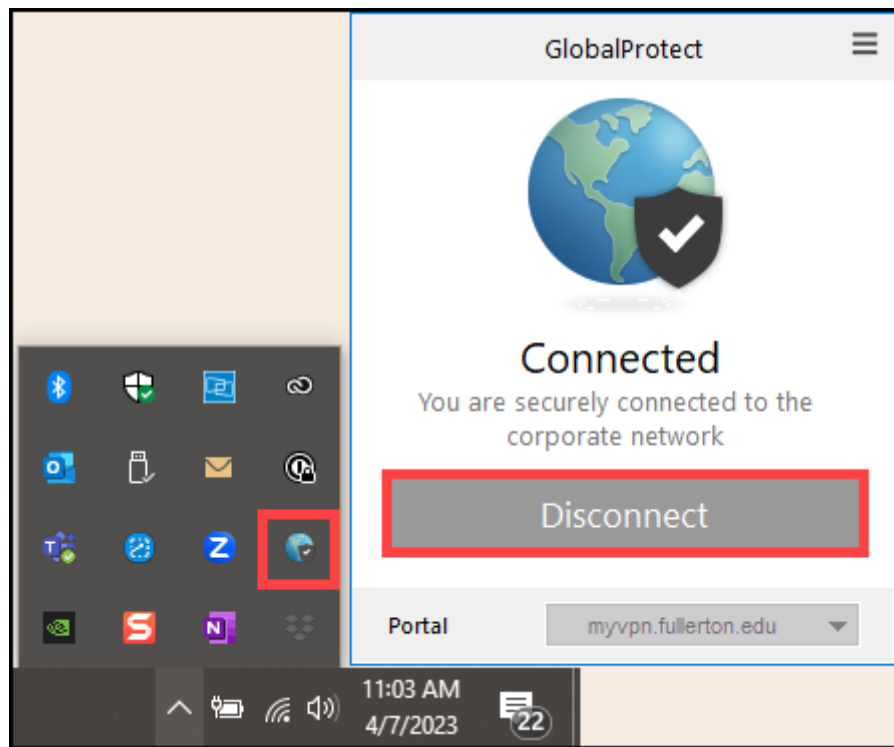 GlobalProtect
Connected
You are securely connected to the
corporate network
Disconnect
Portal myvpn.fullerton.edu
11:03 AM
4/7/2023
22